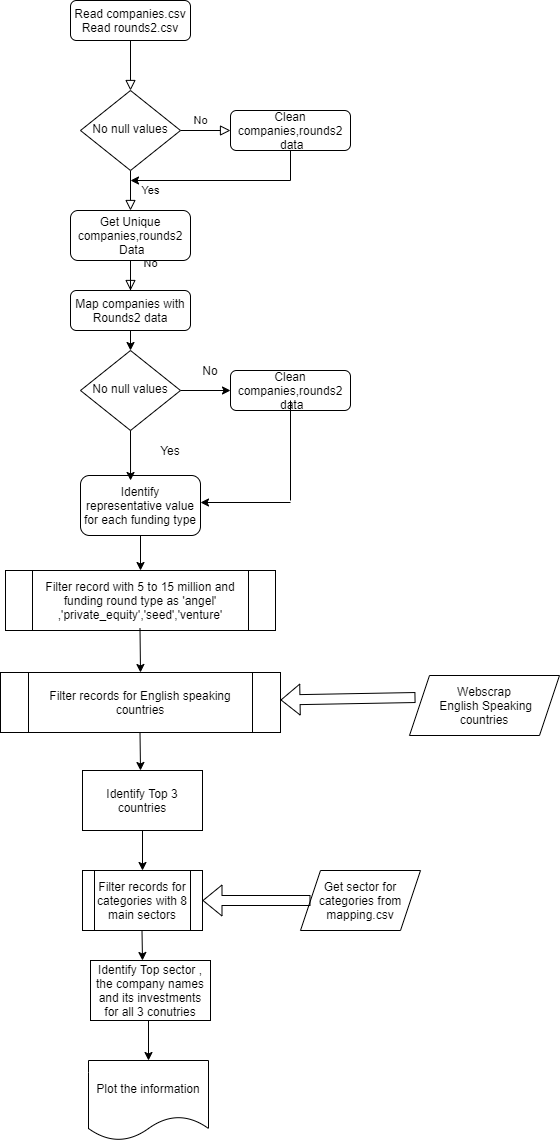 Read companies.csv
Read rounds2.csv
No null values
No
Clean
companies,rounds2
data
Yes
Get Unique
companies,rounds2
Data
No
Map companies with
Rounds2 data
No null values
No
Clean
companies,rounds2
data
Yes
Identify
representative value
for each funding type
Filter record with 5 to 15 million and
funding round type as 'angel'
,'private_equity','seed','venture'
Filter records for English speaking
countries
Webscrap
English Speaking
countries
Identify Top 3
countries
Filter records for
categories with 8
main sectors
Get sector for
categories from
mapping.csv
Identify Top sector ,
the company names
and its investments
for all 3 conutries
Plot the information